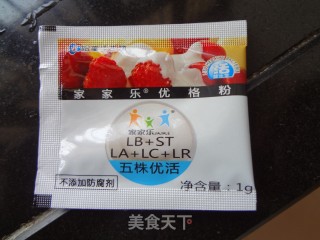 家家乐®优格粉
家家乐
LB+ST
LA+LC+LR
五株优活
不添加防腐剂
净含量:1g
美食天下